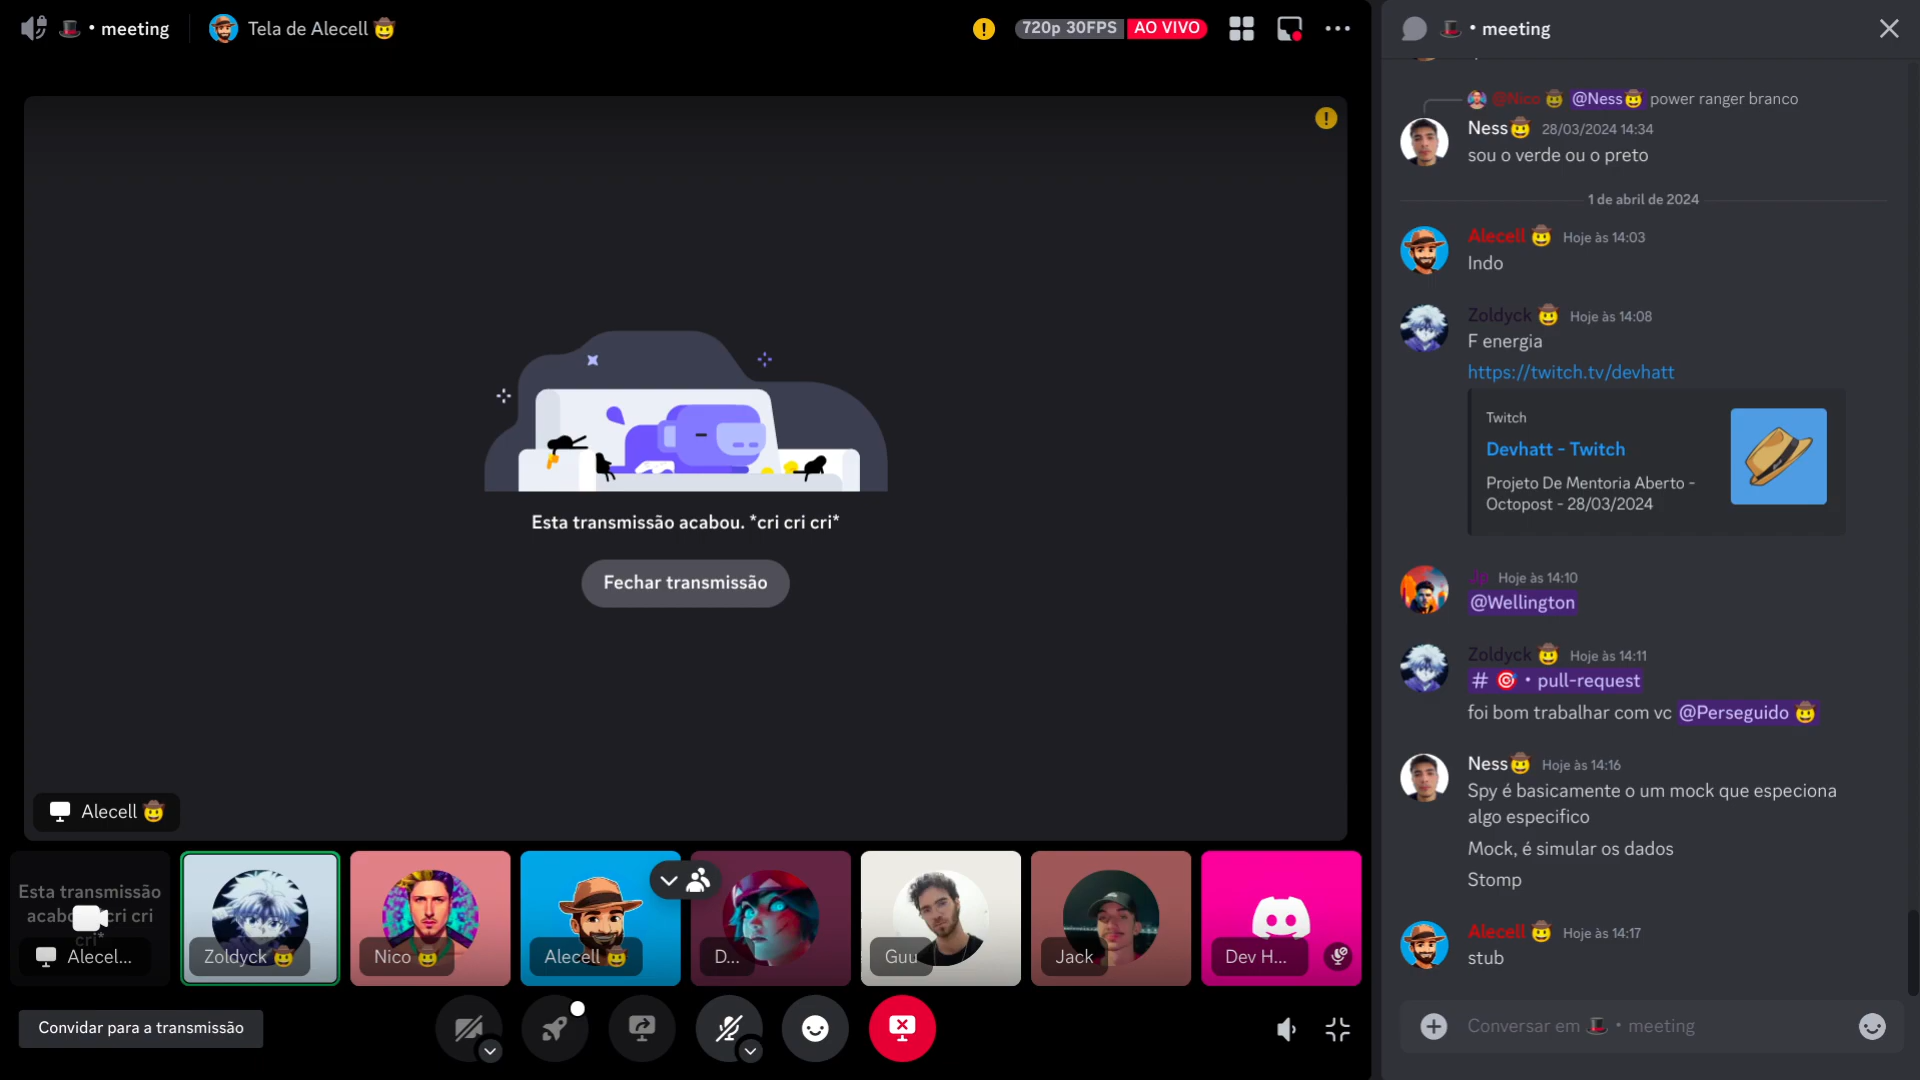 • meeting
Tela de Alecell
720p 30FPS
AO VIVO
Esta transmissão acabou. *cri cri cri*
Fechar transmissão
Alecell
Esta transmissão
acab cri cri
cri*
Alecel...
Zoldyck
Nico
Alecell
D...
Guu
Jack
Dev H...
Convidar para a transmissão
• meeting
@Nico @Ness power ranger branco
Ness 28/03/2024 14:34
sou o verde ou o preto
1 de abril de 2024
Alecell Hoje às 14:03
Indo
Zoldyck Hoje às 14:08
F energia
https://twitch.tv/devhatt
Twitch
Devhatt - Twitch
Projeto De Mentoria Aberto -
Octopost - 28/03/2024
Jp Hoje às 14:10
@Wellington
Zoldyck Hoje às 14:11
# • pull-request
foi bom trabalhar com vc @Perseguido
Ness Hoje às 14:16
Spy é basicamente o um mock que especiona
algo especifico
Mock, é simular os dados
Stomp
Alecell Hoje às 14:17
stub
Conversar em • meeting